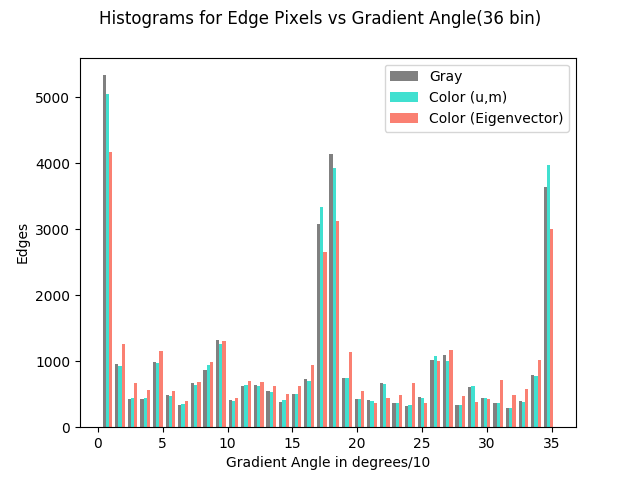 Histograms for Edge Pixels vs Gradient Angle(36 bin)
Gray
Color (u,m)
Color (Eigenvector)
5000
4000
3000
2000
1000
0
Edges
0 5 10 15 20 25 30 35
Gradient Angle in degrees/10